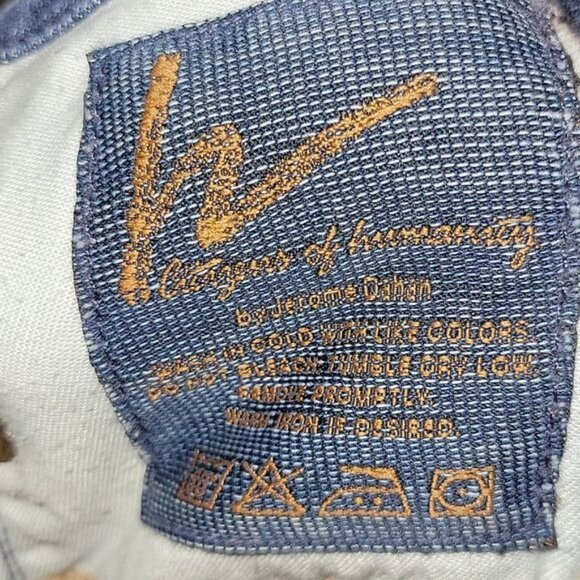 h
Citizens of humanity
by Jerome Dahan
WASH IN COLD WITH LIKE COLORS.
DO NOT BLEACH. TUMBLE DRY LOW.
REMOVE PROMPTLY.
WARM IRON IF DESIRED.